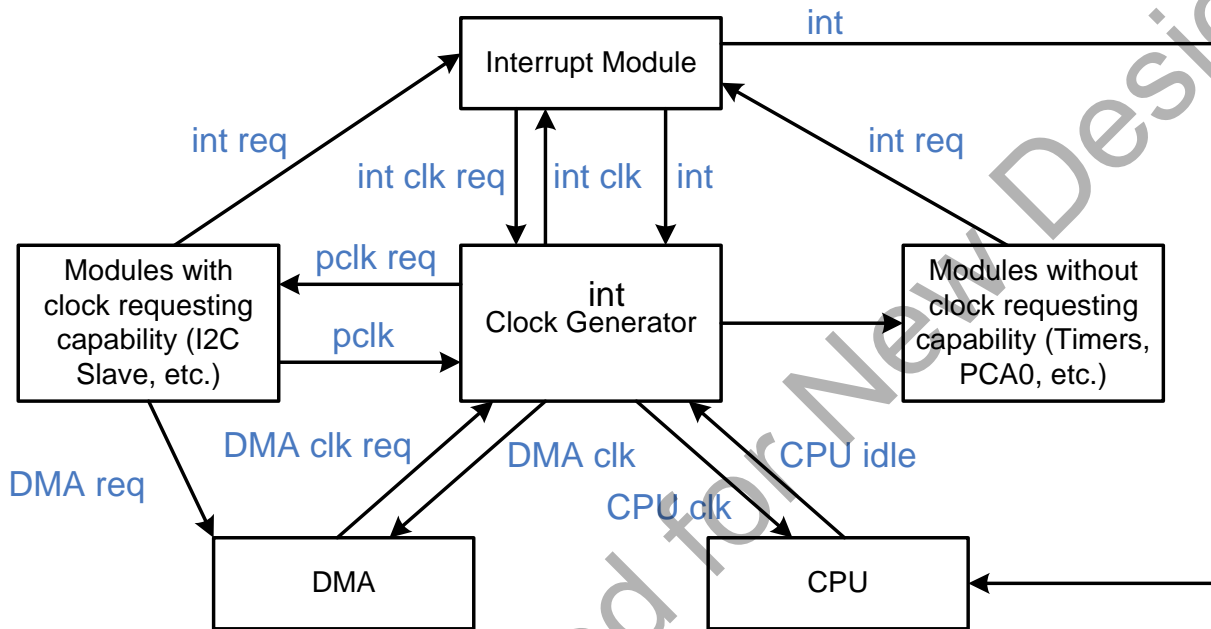 int
Interrupt Module
int req
int clk req
int clk
int
int req
Modules with
clock requesting
capability (I2C
Slave, etc.)
pclk req
pclk
int
Clock Generator
Modules without
clock requesting
capability (Timers,
PCA0, etc.)
DMA req
DMA clk req
DMA clk
CPU clk
CPU idle
DMA
CPU
for New